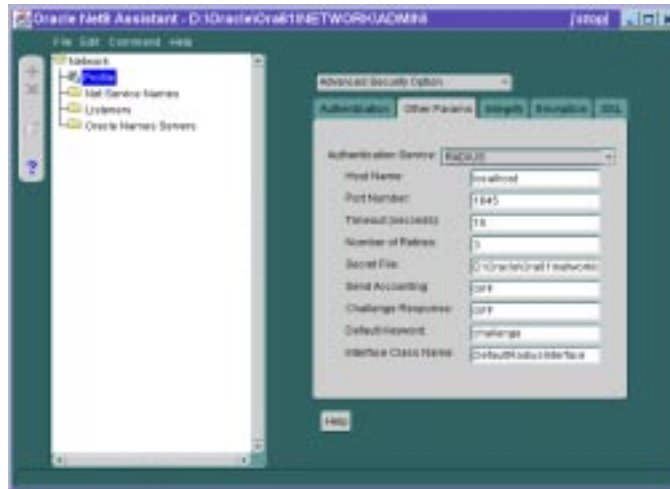 Oracle Net8 Assistant - D:\Oracle\Ora81\NETWORK\ADMIN\
File Edit Command Help
Network
Profile
Net Service Names
Listeners
Oracle Names Servers
Advanced Security Option
Authentication Other Params Integrity Encryption SSL
Authentication Service: RADIUS
Host Name: localhost
Port Number: 1645
Timeout (seconds): 15
Number of Retries: 3
Secret File: D:\Oracle\Ora81\network\
Send Accounting: OFF
Challenge Response: OFF
Default Keyword: challenge
Interface Class Name: DefaultRadiusInterface
Help